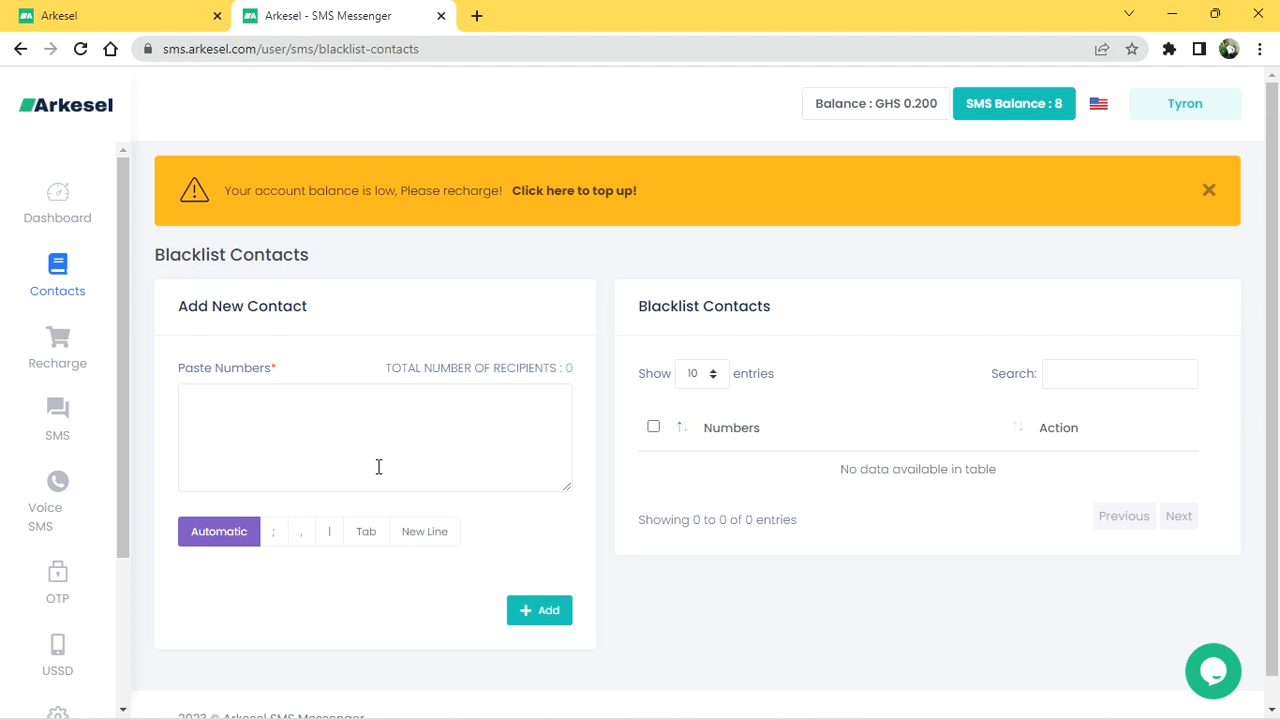 Arkesel
Arkesel - SMS Messenger
sms.arkesel.com/user/sms/blacklist-contacts
Arkesel
Balance : GHS 0.200
SMS Balance : 8
Tyron
Your account balance is low, Please recharge! Click here to top up!
Dashboard
Contacts
Recharge
SMS
Voice
SMS
OTP
USSD
Blacklist Contacts
Add New Contact
Paste Numbers*
TOTAL NUMBER OF RECIPIENTS : 0
Automatic ; , | Tab New Line
+ Add
Blacklist Contacts
Show 10 entries
Search:
Numbers
Action
No data available in table
Showing 0 to 0 of 0 entries
Previous Next
2023 © Arkesel SMS Messenger